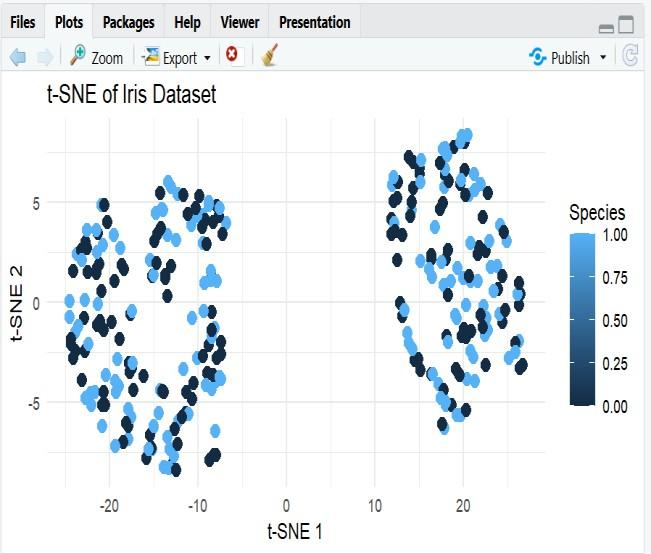 Files Plots Packages Help Viewer Presentation
Zoom Export Publish
t-SNE of Iris Dataset
t-SNE 2
5
0
-5
-20 -10 0 10 20
t-SNE 1
Species
1.00
0.75
0.50
0.25
0.00